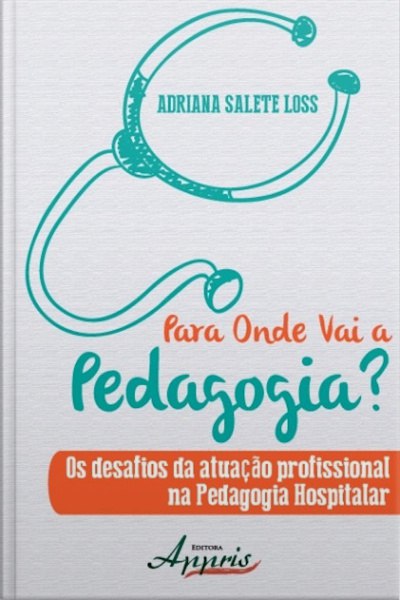 ADRIANA SALETE LOSS
Para Onde Vai a
Pedagogia?
Os desafios da atuação profissional
na Pedagogia Hospitalar
EDITORA
Appris